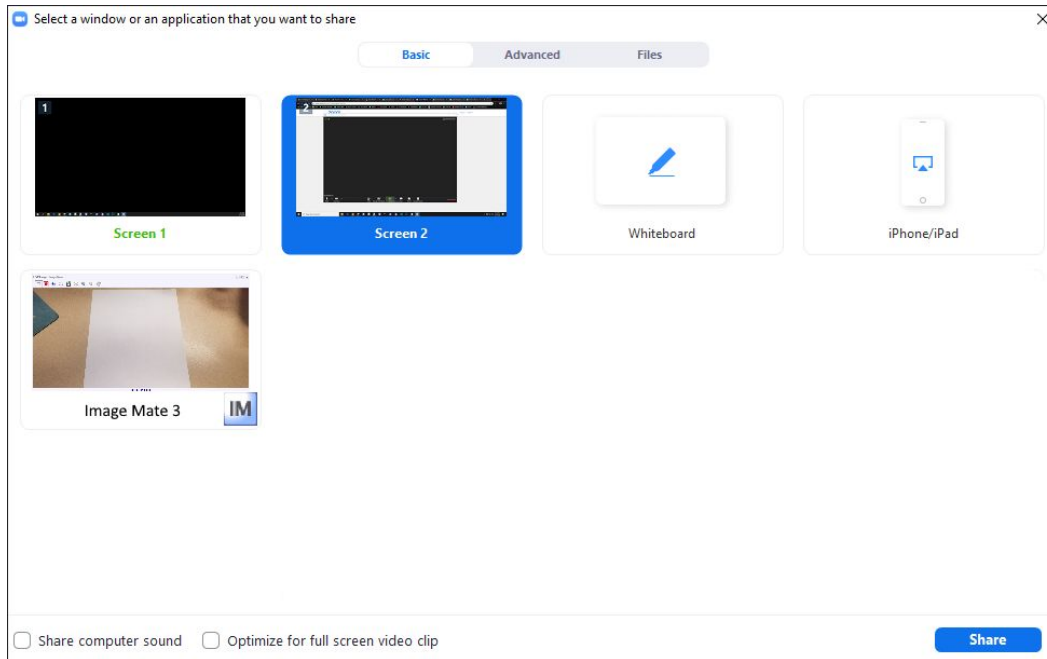 Select a window or an application that you want to share
Basic Advanced Files
1
2
Screen 1 Screen 2 Whiteboard iPhone/iPad
Image Mate 3 IM
Share computer sound Optimize for full screen video clip Share